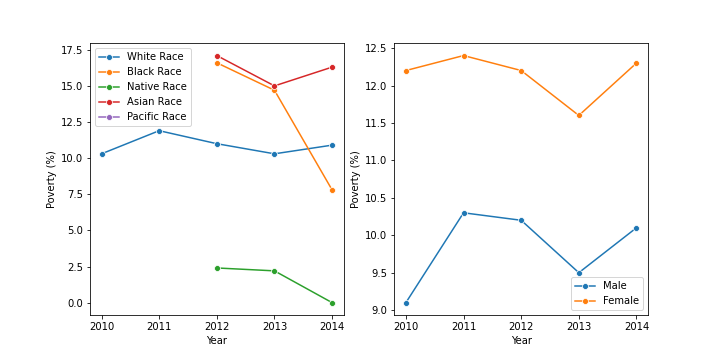 17.5
15.0
12.5
10.0
7.5
5.0
2.5
0.0
Poverty (%)
White Race
Black Race
Native Race
Asian Race
Pacific Race
2010 2011 2012 2013 2014
Year
12.5
12.0
11.5
11.0
10.5
10.0
9.5
9.0
Poverty (%)
Male
Female
2010 2011 2012 2013 2014
Year